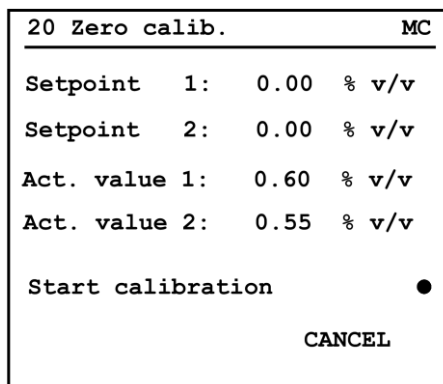 20 Zero calib. MC
Setpoint 1: 0.00 % v/v
Setpoint 2: 0.00 % v/v
Act. value 1: 0.60 % v/v
Act. value 2: 0.55 % v/v
Start calibration ●
CANCEL